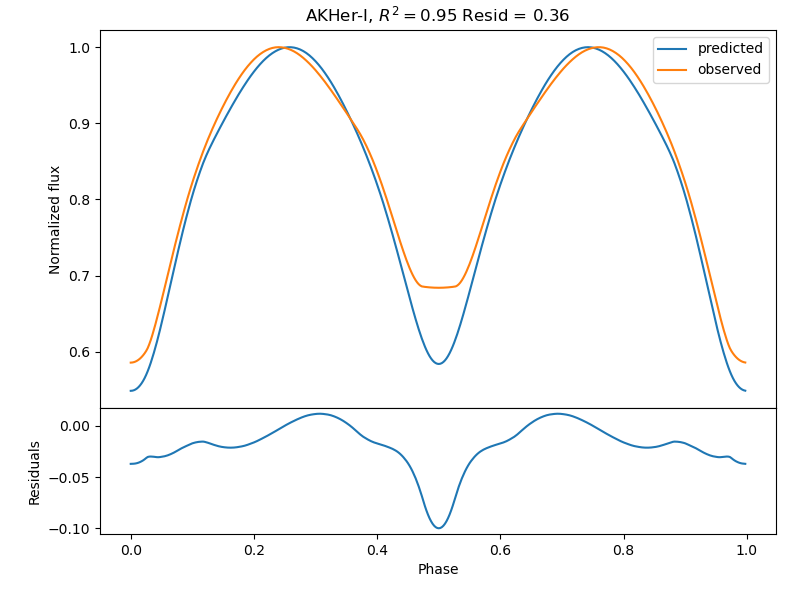 AKHer-I, R² = 0.95 Resid = 0.36
predicted
observed
Normalized flux
1.0
0.9
0.8
0.7
0.6
Residuals
0.00
−0.05
−0.10
0.0 0.2 0.4 0.6 0.8 1.0
Phase